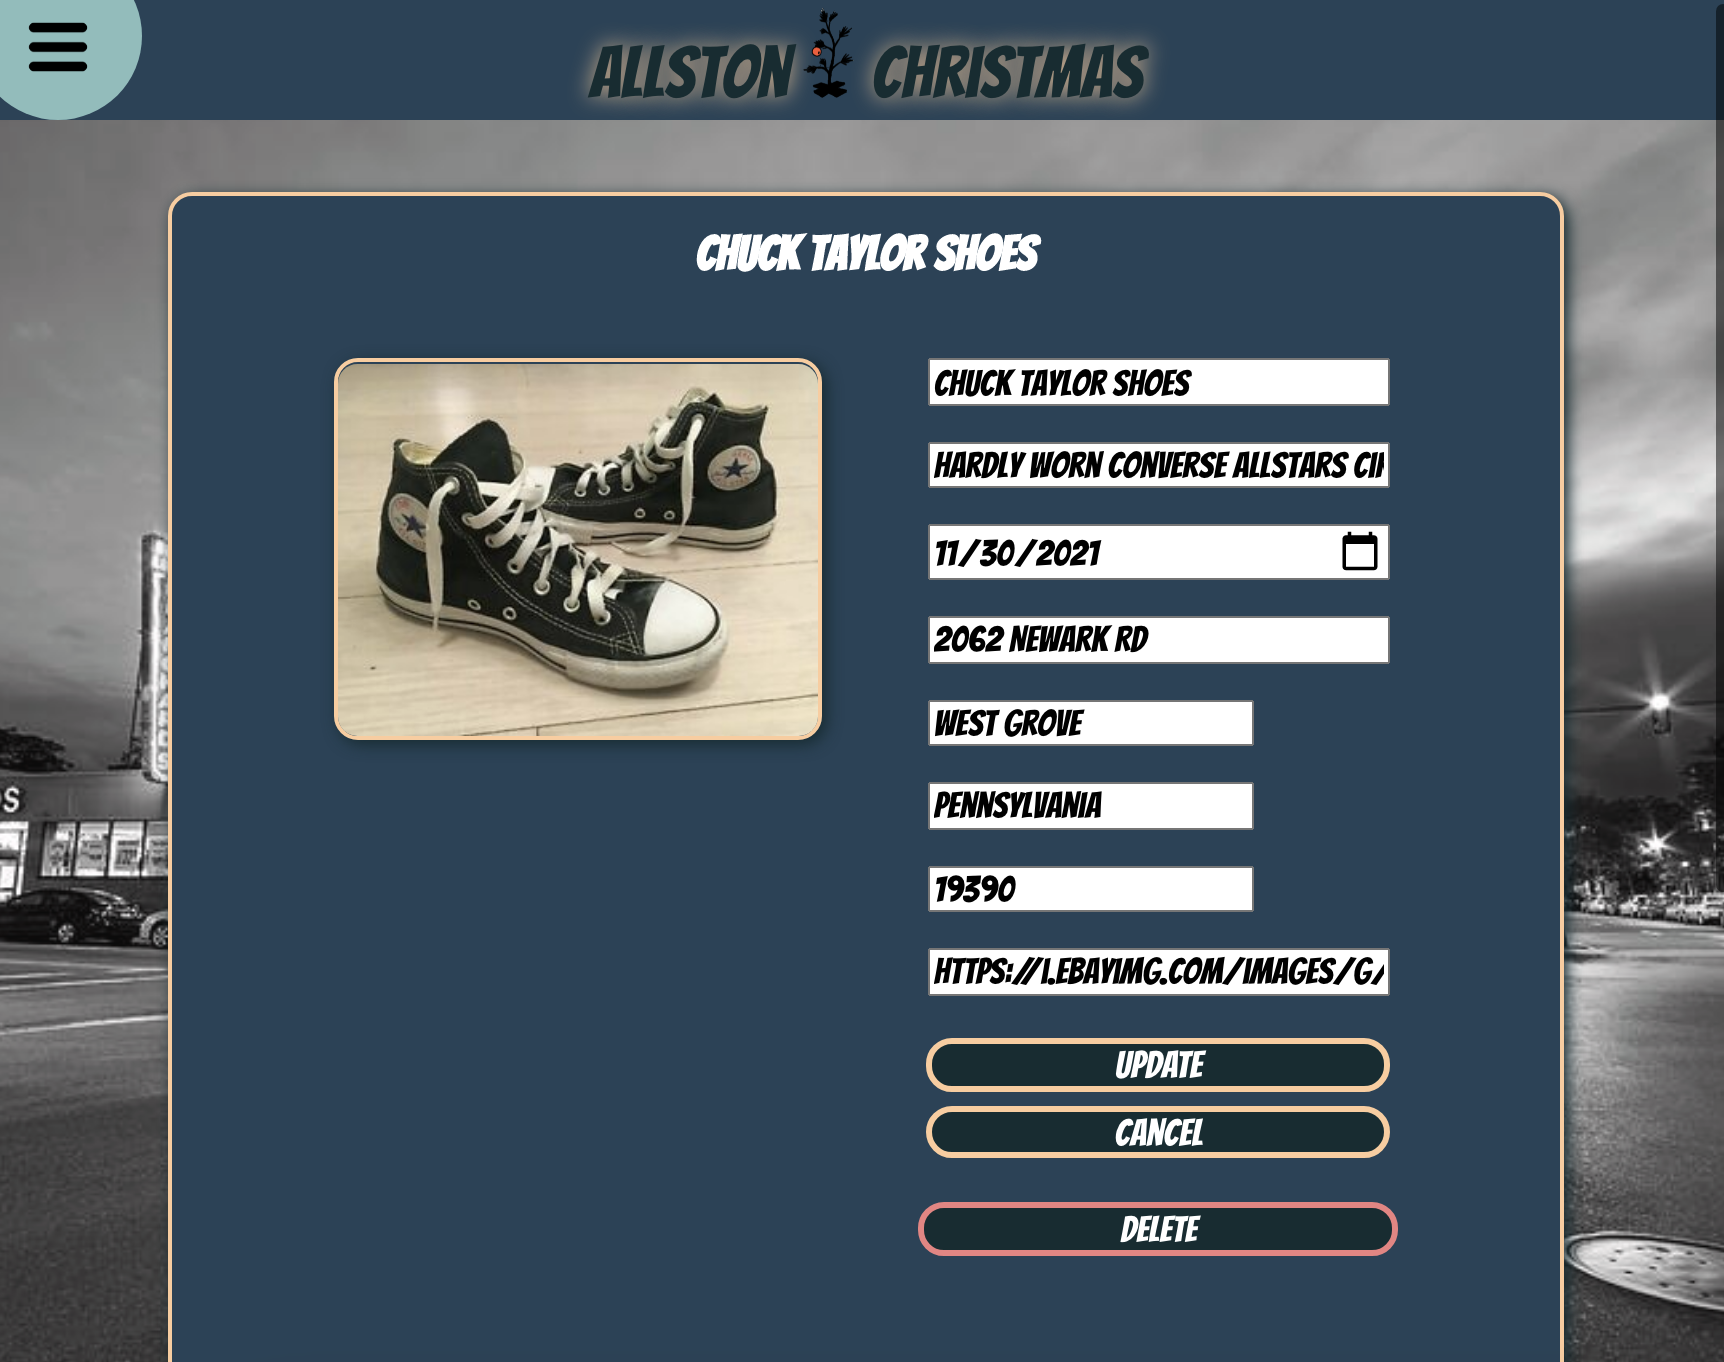 ALLSTON CHRISTMAS
CHUCK TAYLOR SHOES
CHUCK TAYLOR SHOES
HARDLY WORN CONVERSE ALLSTARS
11/30/2021
2062 NEWARK RD
WEST GROVE
PENNSYLVANIA
19390
HTTPS://I.EBAYIMG.COM/IMAGES/G/
UPDATE
CANCEL
DELETE